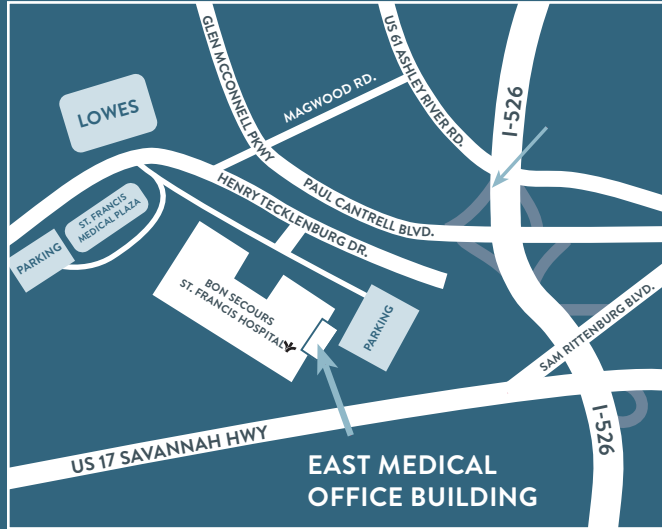 GLEN MCCONNELL PKWY
US 61 ASHLEY RIVER RD.
I-526
LOWES
MAGWOOD RD.
HENRY TECKLENBURG DR.
PAUL CANTRELL BLVD.
ST. FRANCIS
MEDICAL PLAZA
PARKING
BON SECOURS
ST. FRANCIS HOSPITAL
PARKING
SAM RITTENBURG BLVD.
US 17 SAVANNAH HWY
I-526
EAST MEDICAL
OFFICE BUILDING